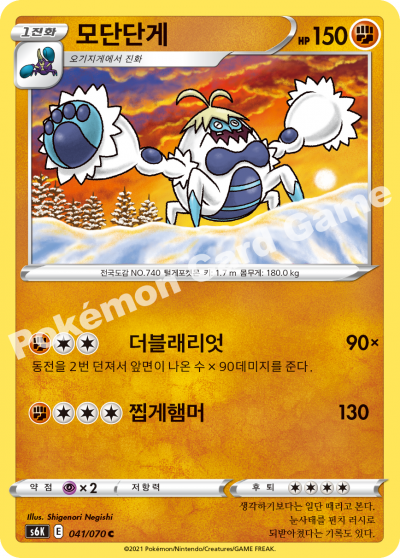 1진화
모단단게
HP 150
오기지게에서 진화
전국도감 NO.740 털게포켓몬 키: 1.7 m 몸무게: 180.0 kg
Pokémon Card Game
더블래리엇 90×
동전을 2번 던져서 앞면이 나온 수 × 90데미지를 준다.
찝게햄머 130
약 점 × 2 저 항 력 후 퇴
Illus. Shigenori Negishi
생각하기보다는 일단 때리고 본다.
s6K E 041/070 C
눈사태를 펀치 러시로
되받아쳤다는 기록도 있다.
©2021 Pokémon/Nintendo/Creatures/GAME FREAK.